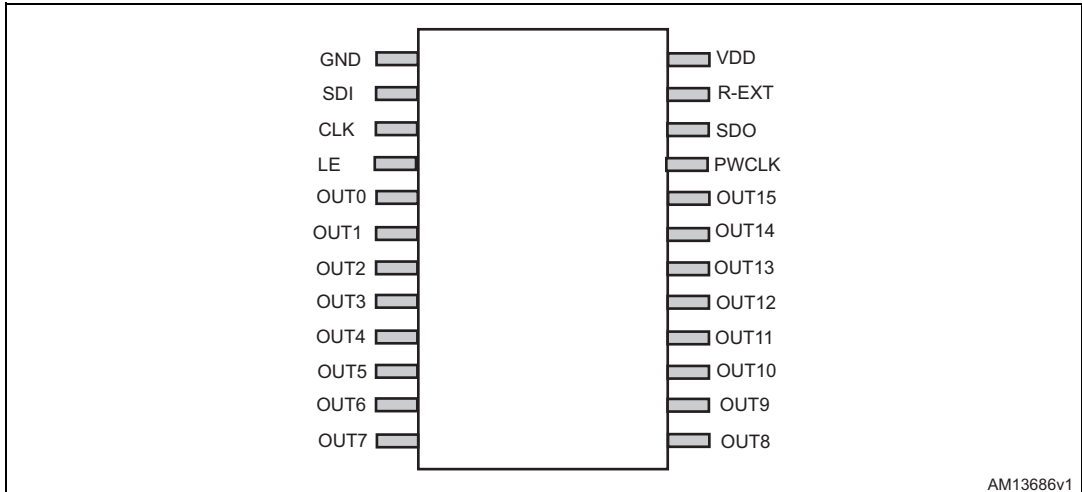 GND VDD
SDI R-EXT
CLK SDO
LE PWCLK
OUT0 OUT15
OUT1 OUT14
OUT2 OUT13
OUT3 OUT12
OUT4 OUT11
OUT5 OUT10
OUT6 OUT9
OUT7 OUT8
AM13686v1